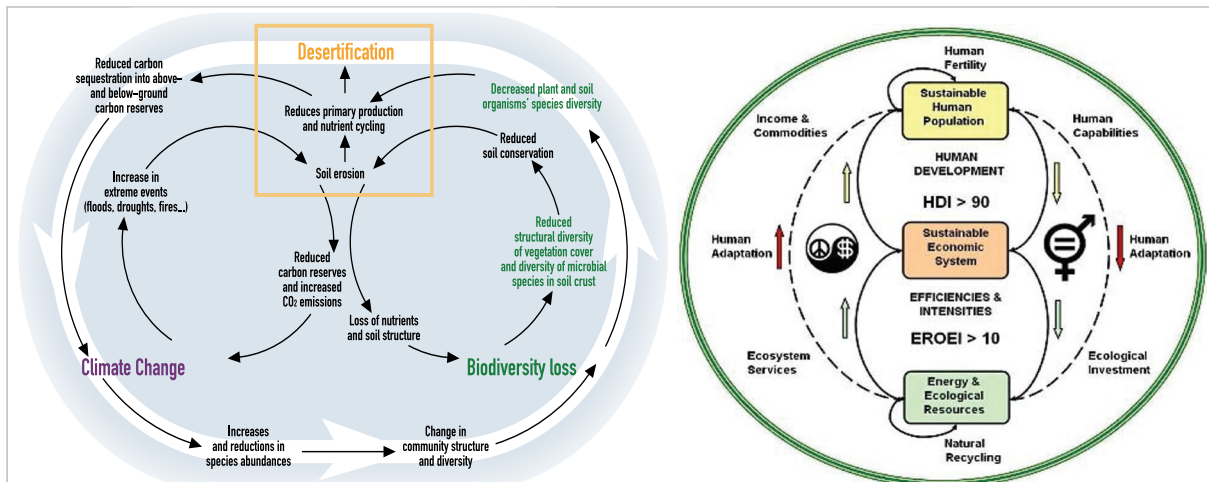 Desertification
Reduced carbon
sequestration into above–
and below–ground
carbon reserves
Reduces primary production
and nutrient cycling
Decreased plant and soil
organisms' species diversity
Reduced
soil conservation
Soil erosion
Increase in
extreme events
(floods, droughts, fires...)
Reduced
structural diversity
of vegetation cover
and diversity of microbial
species in soil crust
Reduced
carbon reserves
and increased
CO₂ emissions
Loss of nutrients
and soil structure
Climate Change
Biodiversity loss
Increases
and reductions in
species abundances
Change in
community structure
and diversity
Human
Fertility
Sustainable
Human
Population
Income &
Commodities
Human
Capabilities
HUMAN
DEVELOPMENT
HDI > 90
Human
Adaptation
$
Sustainable
Economic
System
=
Human
Adaptation
EFFICIENCIES &
INTENSITIES
EROEI > 10
Ecosystem
Services
Ecological
Investment
Energy &
Ecological
Resources
Natural
Recycling